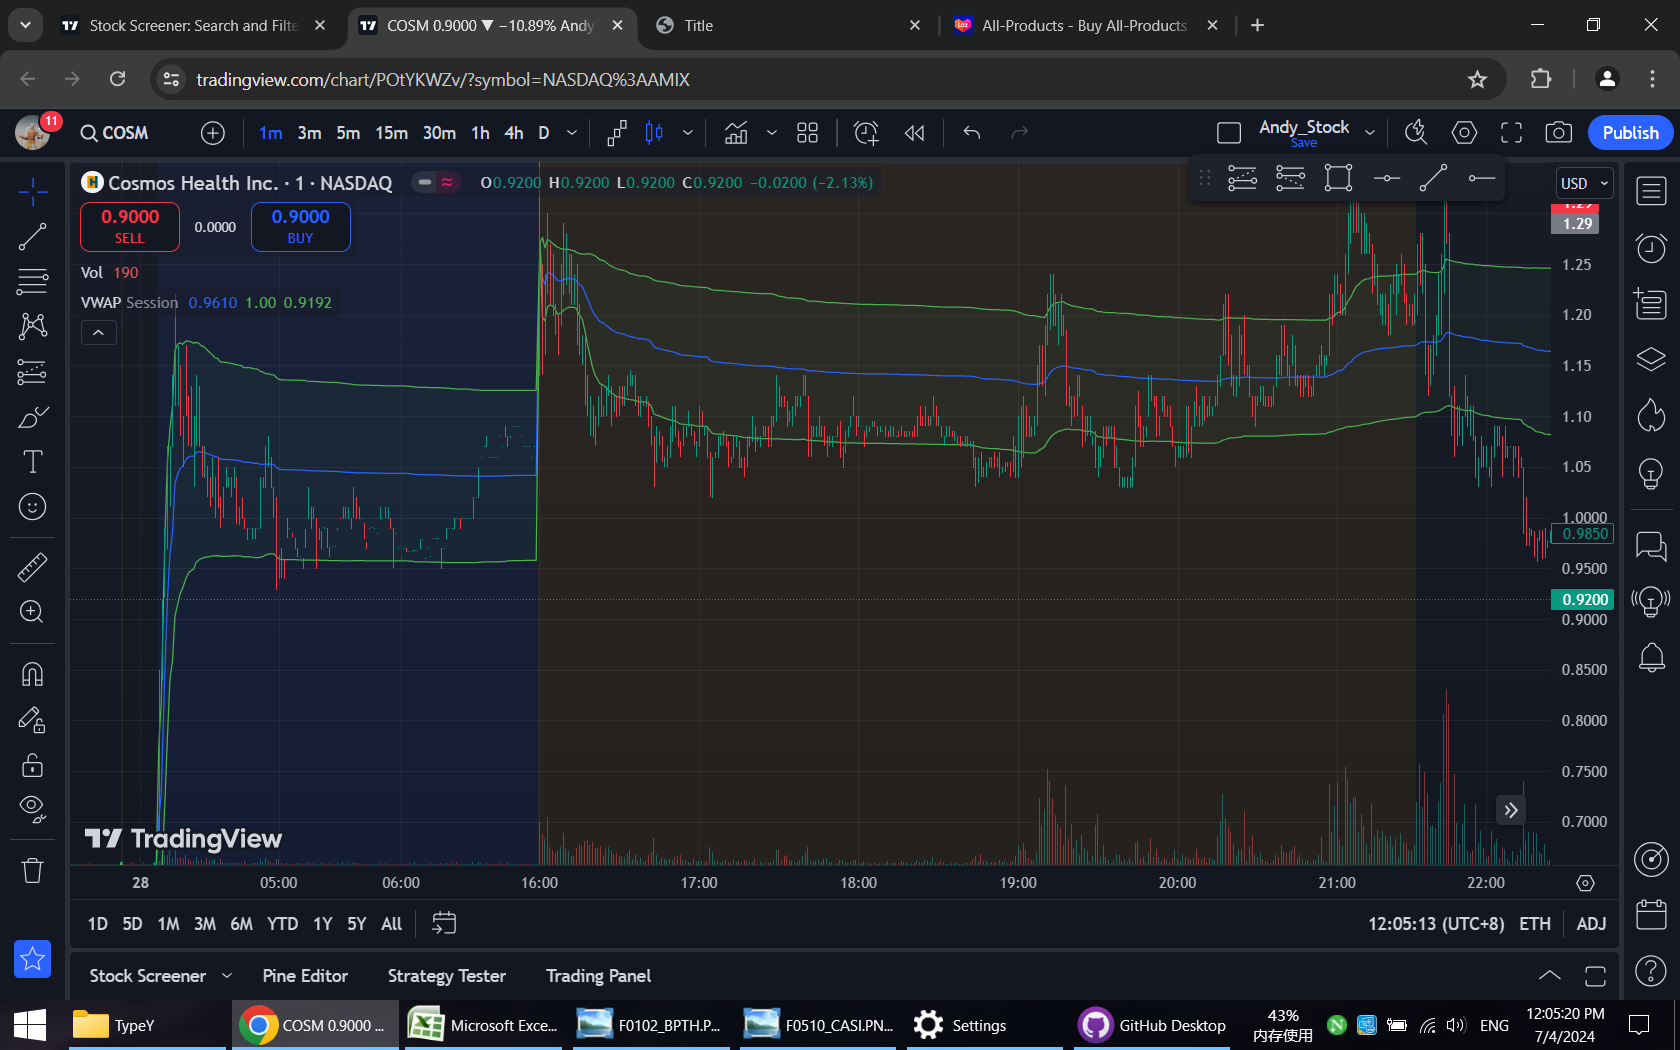 Stock Screener: Search and Filte
COSM 0.9000 ▼ −10.89% Andy_
Title
All-Products - Buy All-Products
tradingview.com/chart/POtYKWZv/?symbol=NASDAQ%3AAMIX
11
COSM
1m 3m 5m 15m 30m 1h 4h D
Andy_Stock
Save
Publish
Cosmos Health Inc. · 1 · NASDAQ
O0.9200 H0.9200 L0.9200 C0.9200 −0.0200 (−2.13%)
USD
0.9000
SELL
0.0000
0.9000
BUY
Vol 190
VWAP Session 0.9610 1.00 0.9192
1.29
1.25
1.20
1.15
1.10
1.05
1.0000
0.9850
0.9500
0.9200
0.9000
0.8500
0.8000
0.7500
0.7000
TradingView
28 05:00 06:00 16:00 17:00 18:00 19:00 20:00 21:00 22:00
1D 5D 1M 3M 6M YTD 1Y 5Y All
12:05:13 (UTC+8) ETH ADJ
Stock Screener Pine Editor Strategy Tester Trading Panel
TypeY
COSM 0.9000 ...
Microsoft Exce...
F0102_BPTH.P...
F0510_CASI.PN...
Settings
GitHub Desktop
43%
内存使用
ENG
12:05:20 PM
7/4/2024